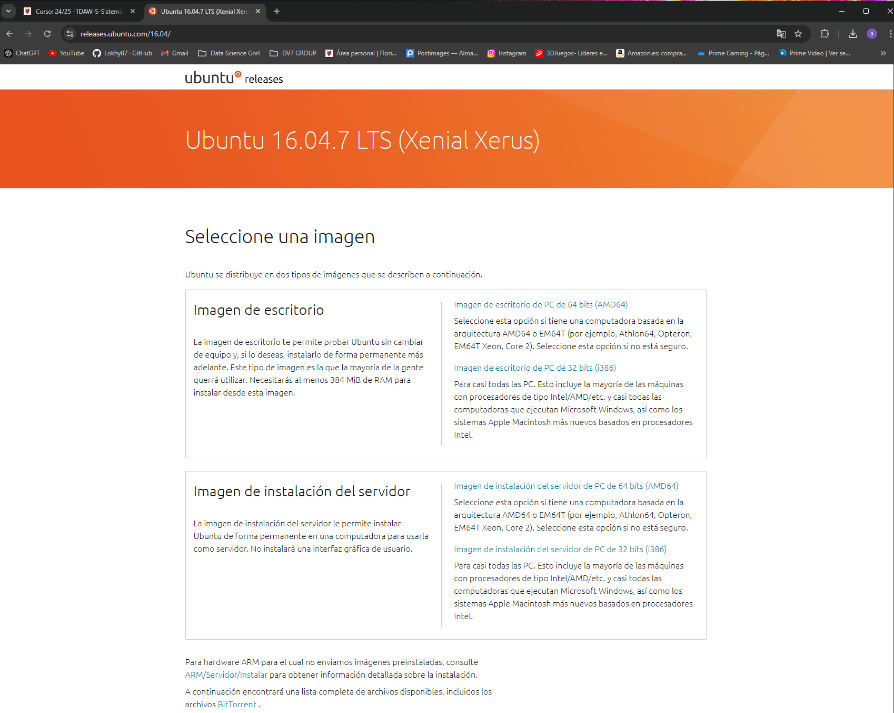 Curso: 24/25 - 1DAW-S-Sistema
Ubuntu 16.04.7 LTS (Xenial Xeru
releases.ubuntu.com/16.04/
ChatGPT
YouTube
Lokhy07 · GitHub
Gmail
Data Science Gnrl
DV7 GROUP
Área personal | Flori...
Postimages — Alma...
Instagram
3DJuegos- Líderes e...
Amazon.es: compra...
Prime Gaming - Pág...
Prime Video | Ver se...
ubuntu releases
Ubuntu 16.04.7 LTS (Xenial Xerus)
Seleccione una imagen
Ubuntu se distribuye en dos tipos de imágenes que se describen a continuación.
Imagen de escritorio
La imagen de escritorio te permite probar Ubuntu sin cambiar
de equipo y, si lo deseas, instalarlo de forma permanente más
adelante. Este tipo de imagen es la que la mayoría de la gente
querrá utilizar. Necesitarás al menos 384 MiB de RAM para
instalar desde esta imagen.
Imagen de escritorio de PC de 64 bits (AMD64)
Seleccione esta opción si tiene una computadora basada en la
arquitectura AMD64 o EM64T (por ejemplo, Athlon64, Opteron,
EM64T Xeon, Core 2). Seleccione esta opción si no está seguro.
Imagen de escritorio de PC de 32 bits (i386)
Para casi todas las PC. Esto incluye la mayoría de las máquinas
con procesadores de tipo Intel/AMD/etc. y casi todas las
computadoras que ejecutan Microsoft Windows, así como los
sistemas Apple Macintosh más nuevos basados en procesadores
Intel.
Imagen de instalación del servidor
La imagen de instalación del servidor le permite instalar
Ubuntu de forma permanente en una computadora para usarla
como servidor. No instalará una interfaz gráfica de usuario.
Imagen de instalación del servidor de PC de 64 bits (AMD64)
Seleccione esta opción si tiene una computadora basada en la
arquitectura AMD64 o EM64T (por ejemplo, Athlon64, Opteron,
EM64T Xeon, Core 2). Seleccione esta opción si no está seguro.
Imagen de instalación del servidor de PC de 32 bits (i386)
Para casi todas las PC. Esto incluye la mayoría de las máquinas
con procesadores de tipo Intel/AMD/etc. y casi todas las
computadoras que ejecutan Microsoft Windows, así como los
sistemas Apple Macintosh más nuevos basados en procesadores
Intel.
Para hardware ARM para el cual no enviamos imágenes preinstaladas, consulte
ARM/Servidor/Instalar para obtener información detallada sobre la instalación.
A continuación encontrará una lista completa de archivos disponibles, incluidos los
archivos BitTorrent .